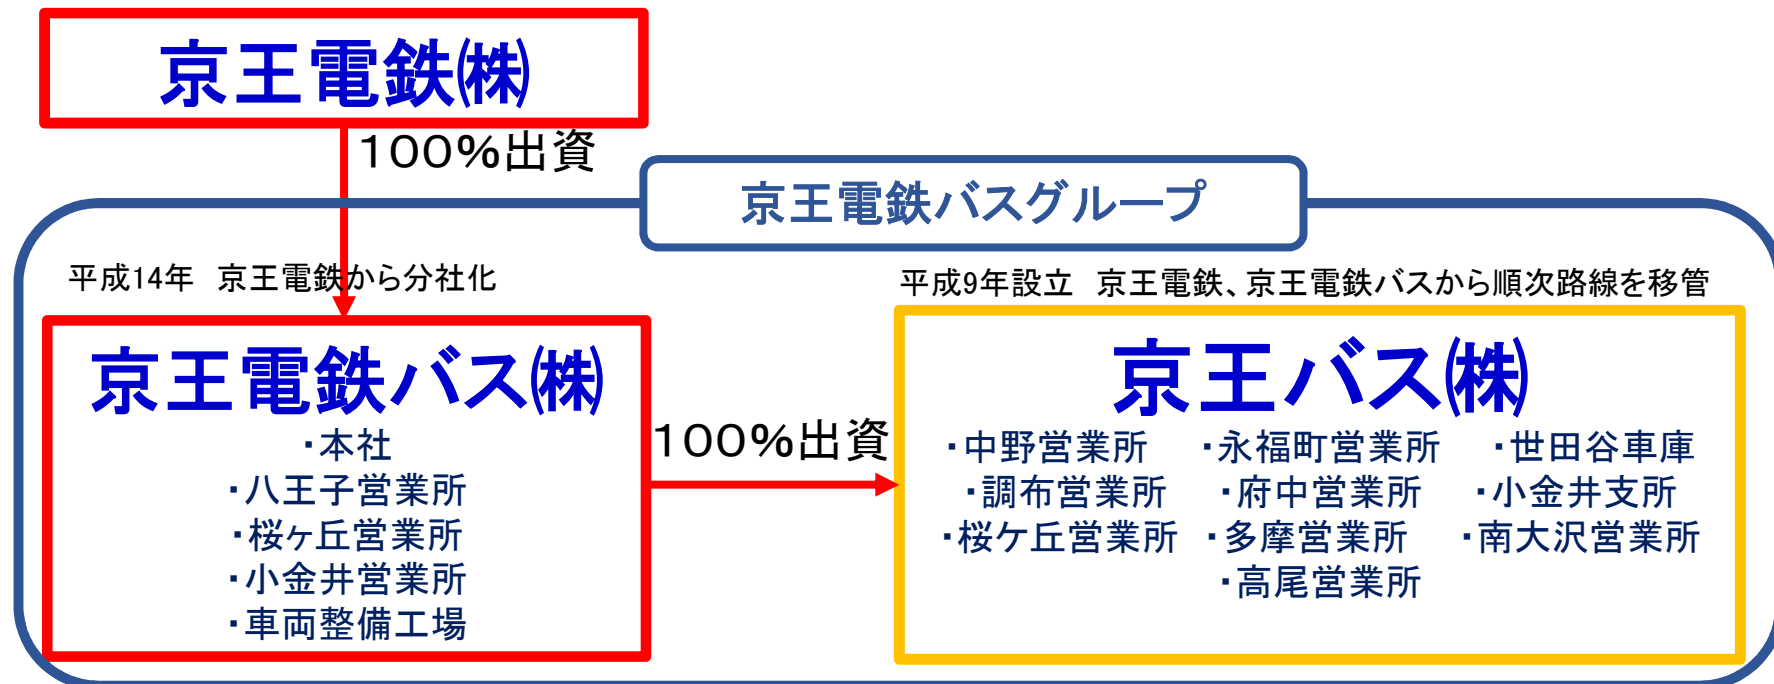 京王電鉄㈱
100%出資
京王電鉄バスグループ
平成14年　京王電鉄から分社化
京王電鉄バス㈱
・本社
・八王子営業所
・桜ヶ丘営業所
・小金井営業所
・車両整備工場
100%出資
平成9年設立　京王電鉄、京王電鉄バスから順次路線を移管
京王バス㈱
・中野営業所　・永福町営業所　・世田谷車庫
・調布営業所　・府中営業所　・小金井支所
・桜ケ丘営業所　・多摩営業所　・南大沢営業所
・高尾営業所